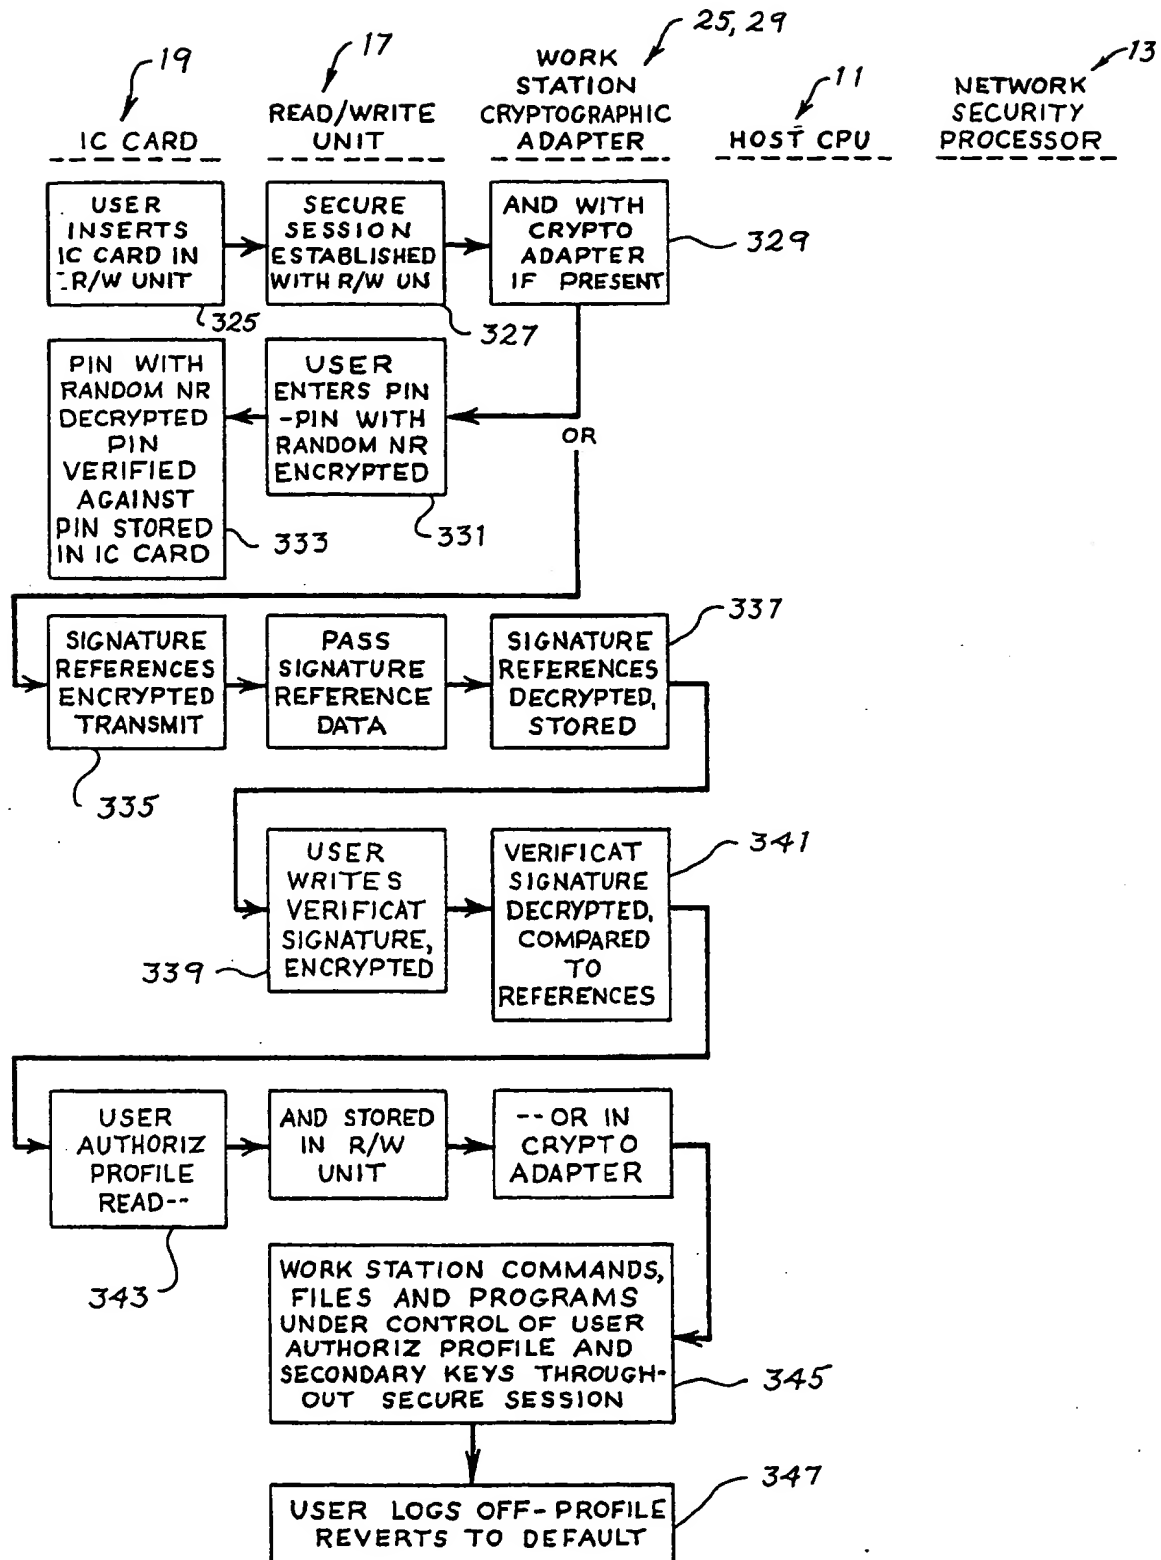 19
IC CARD
17
READ/WRITE
UNIT
25, 29
WORK
STATION
CRYPTOGRAPHIC
ADAPTER
11
HOST CPU
13
NETWORK
SECURITY
PROCESSOR
USER
INSERTS
IC CARD IN
R/W UNIT
325
SECURE
SESSION
ESTABLISHED
WITH R/W UN
327
AND WITH
CRYPTO
ADAPTER
IF PRESENT
329
PIN WITH
RANDOM NR
DECRYPTED
PIN
VERIFIED
AGAINST
PIN STORED
IN IC CARD
333
USER
ENTERS PIN
-PIN WITH
RANDOM NR
ENCRYPTED
331
OR
SIGNATURE
REFERENCES
ENCRYPTED
TRANSMIT
335
PASS
SIGNATURE
REFERENCE
DATA
SIGNATURE
REFERENCES
DECRYPTED,
STORED
337
USER
WRITES
VERIFICAT
SIGNATURE,
ENCRYPTED
339
VERIFICAT
SIGNATURE
DECRYPTED,
COMPARED
TO
REFERENCES
341
USER
AUTHORIZ
PROFILE
READ--
343
AND STORED
IN R/W
UNIT
--OR IN
CRYPTO
ADAPTER
WORK STATION COMMANDS,
FILES AND PROGRAMS
UNDER CONTROL OF USER
AUTHORIZ PROFILE AND
SECONDARY KEYS THROUGH-
OUT SECURE SESSION
345
USER LOGS OFF-PROFILE
REVERTS TO DEFAULT
347